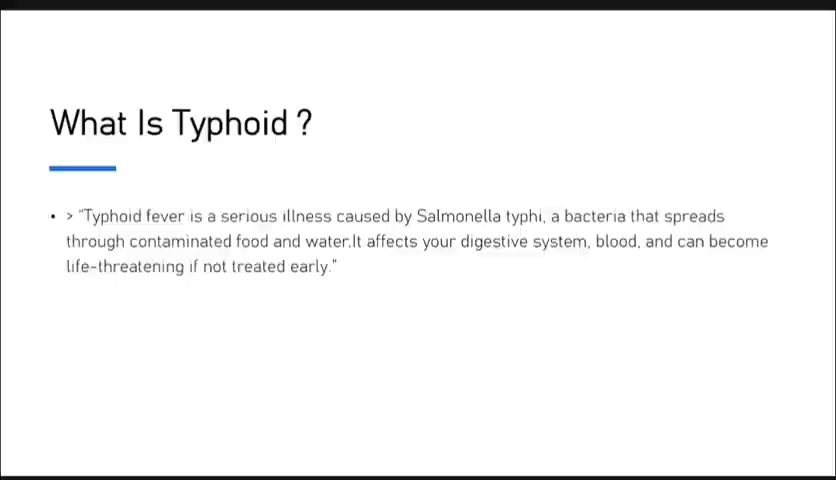 What Is Typhoid ?
• > "Typhoid fever is a serious illness caused by Salmonella typhi, a bacteria that spreads
through contaminated food and water.It affects your digestive system, blood, and can become
life-threatening if not treated early."